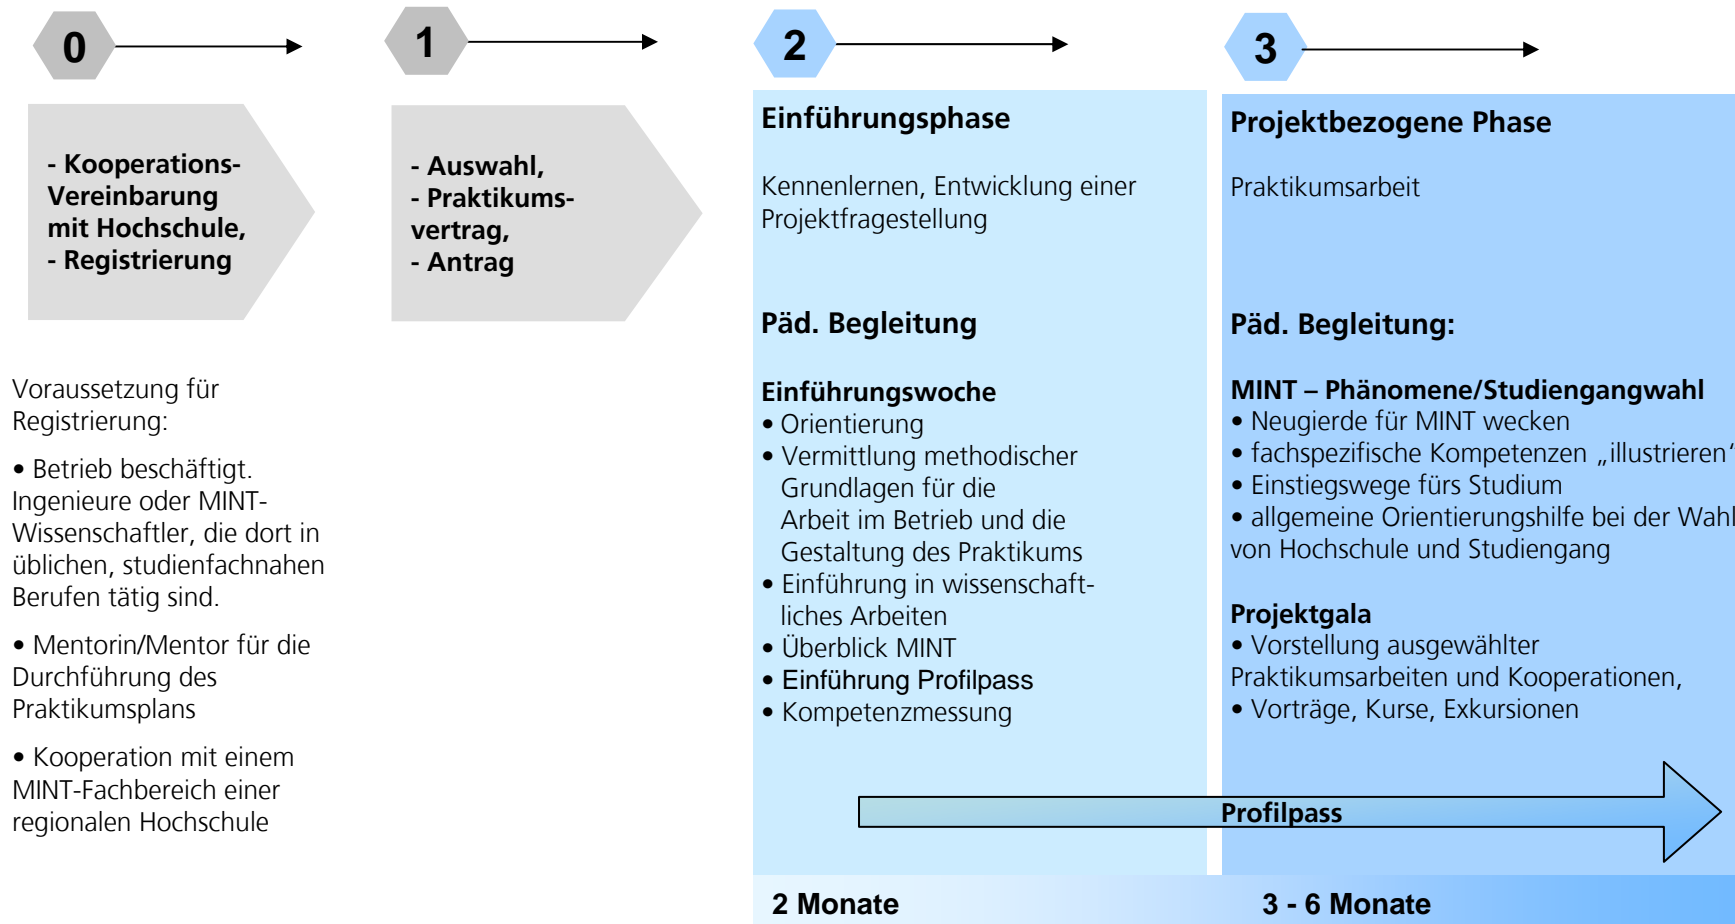 0
- Kooperations-
Vereinbarung
mit Hochschule,
- Registrierung
Voraussetzung für
Registrierung:
• Betrieb beschäftigt.
Ingenieure oder MINT-
Wissenschaftler, die dort in
üblichen, studienfachnahen
Berufen tätig sind.
• Mentorin/Mentor für die
Durchführung des
Praktikumsplans
• Kooperation mit einem
MINT-Fachbereich einer
regionalen Hochschule
1
- Auswahl,
- Praktikums-
vertrag,
- Antrag
2
Einführungsphase
Kennenlernen, Entwicklung einer
Projektfragestellung
Päd. Begleitung
Einführungswoche
• Orientierung
• Vermittlung methodischer
Grundlagen für die
Arbeit im Betrieb und die
Gestaltung des Praktikums
• Einführung in wissenschaft-
liches Arbeiten
• Überblick MINT
• Einführung Profilpass
• Kompetenzmessung
3
Projektbezogene Phase
Praktikumsarbeit
Päd. Begleitung:
MINT – Phänomene/Studiengangwahl
• Neugierde für MINT wecken
• fachspezifische Kompetenzen „illustrieren“
• Einstiegswege fürs Studium
• allgemeine Orientierungshilfe bei der Wahl
von Hochschule und Studiengang
Projektgala
• Vorstellung ausgewählter
Praktikumsarbeiten und Kooperationen,
• Vorträge, Kurse, Exkursionen
Profilpass
2 Monate
3 - 6 Monate